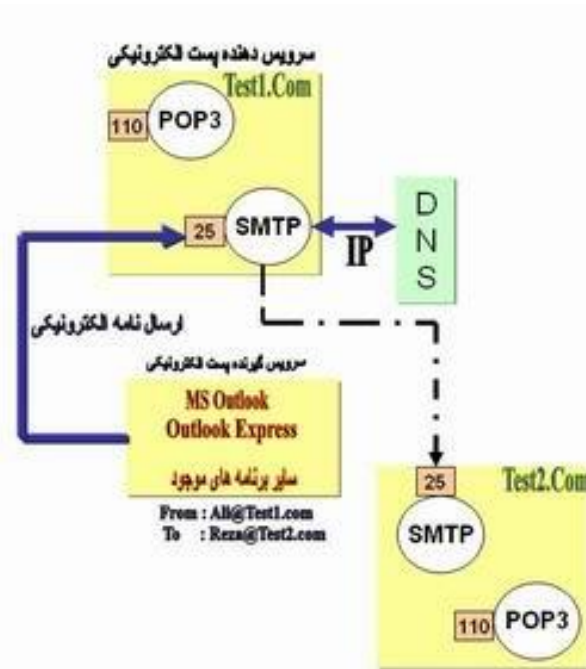 سرویس دهنده پست الکترونیکی
Test1.Com
110
POP3
25
SMTP
IP
D
N
S
ارسال نامه الکترونیکی
سرویس گیرنده پست الکترونیکی
MS Outlook
Outlook Express
سایر برنامه های موجود
From : Ali@Test1.com
To : Reza@Test2.com
Test2.Com
25
SMTP
110
POP3